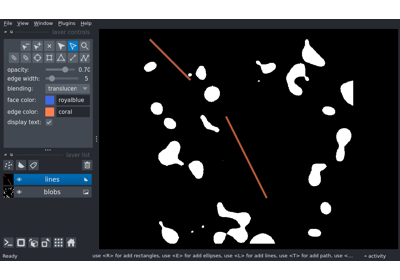 File View Window Plugins Help
layer controls
opacity: 0.70
edge width: 5
blending: translucen
face color: royalblue
edge color: coral
display text:
layer list
lines
blobs
Ready use <R> for add rectangles, use <E> for add ellipses, use <L> for add lines, use <T> for add path, use <... activity